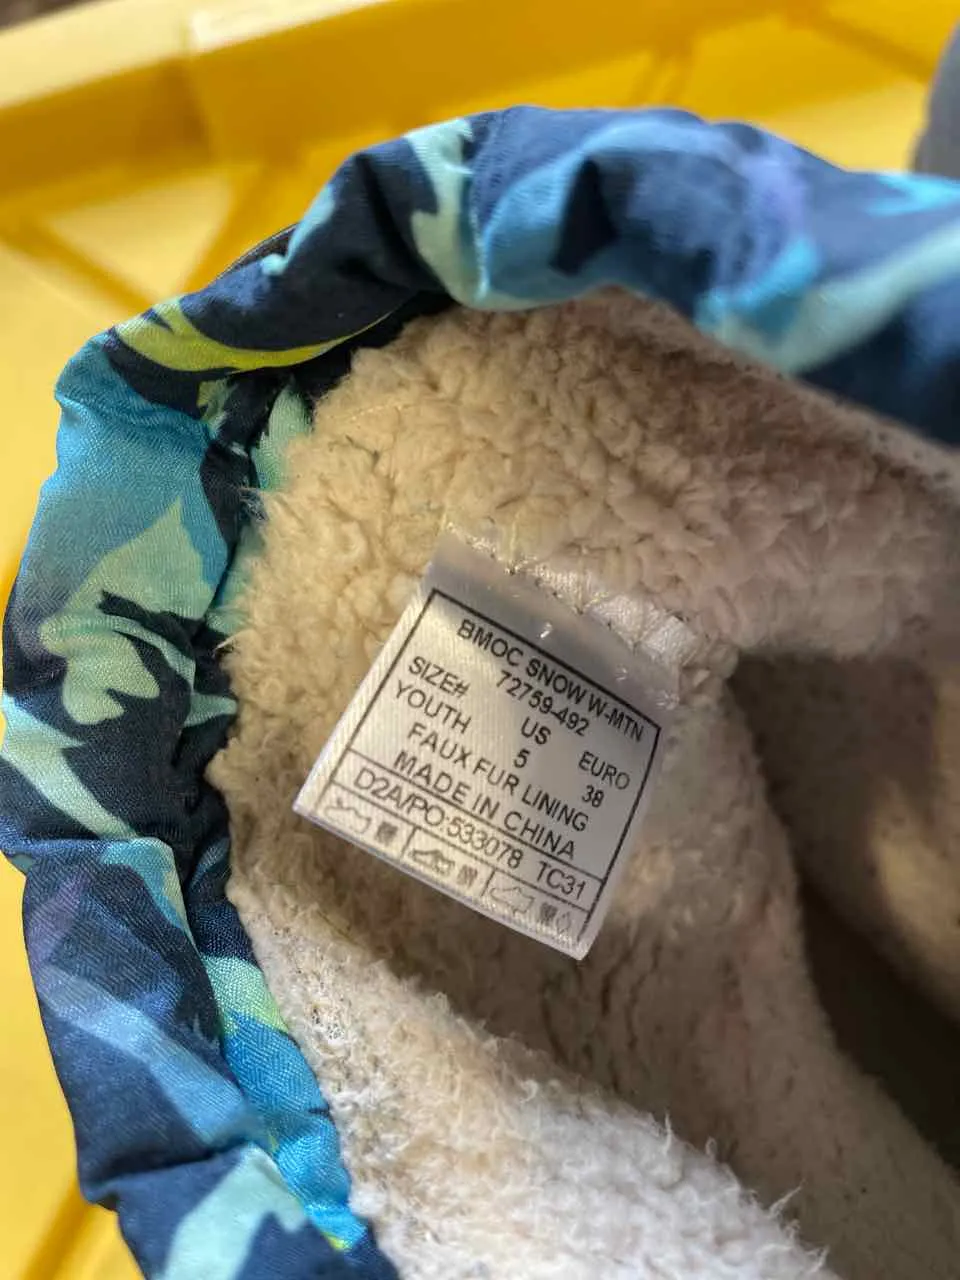 BMOC SNOW W-MTN
72759-492
SIZE# US EURO
YOUTH 5 38
FAUX FUR LINING
MADE IN CHINA
D2A/PO:533078 TC31